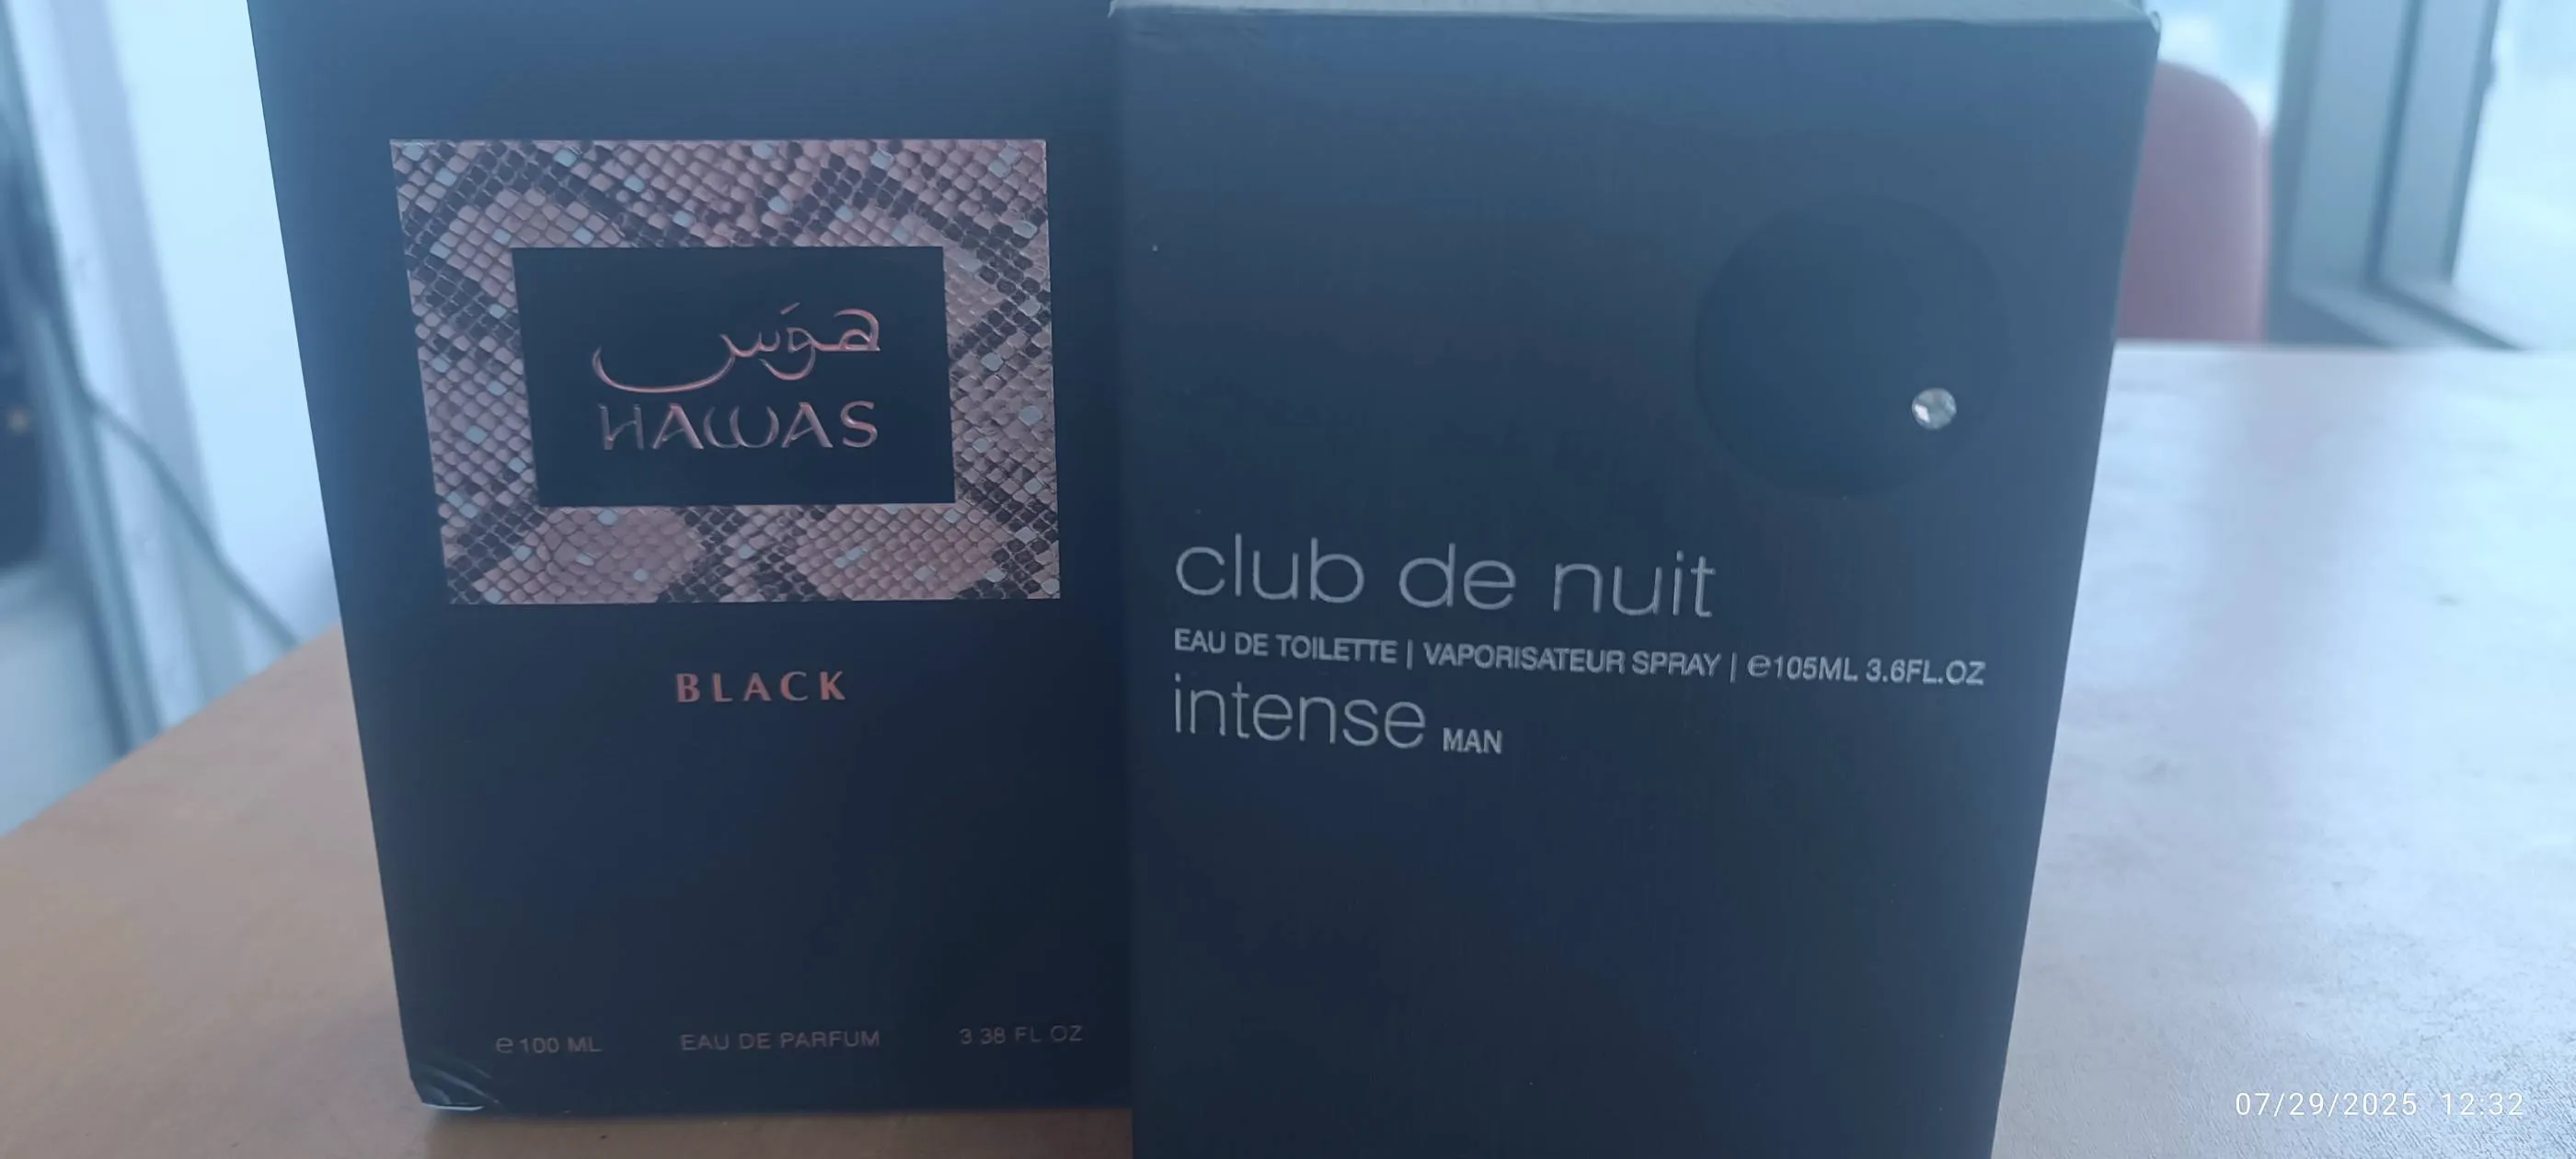 هوَس
HAWAS
BLACK
℮100 ML EAU DE PARFUM 3.38 FL.OZ
club de nuit
EAU DE TOILETTE | VAPORISATEUR SPRAY | ℮105ML 3.6FL.OZ
intense MAN
07/29/2025 12:32